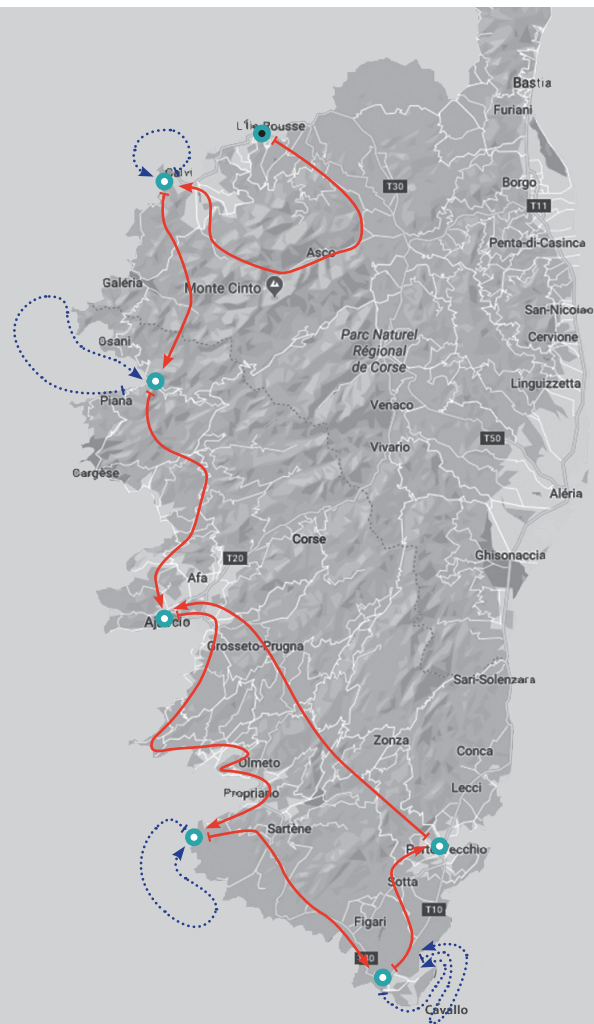 Bastia
Furiani
L'Île-Rousse
Calvi
T30
Borgo
T11
Penta-di-Casinca
Asco
Galéria
Monte Cinto
San-Nicolao
Osani
Parc Naturel
Régional
de Corse
Cervione
Linguizzetta
Piana
Venaco
T50
Vivario
Cargèse
Aléria
Corse
Ghisonaccia
T20
Afa
Ajaccio
Grosseto-Prugna
Sari-Solenzara
Zonza
Conca
Olmeto
Lecci
Propriano
Sartène
Porto-Vecchio
Sotta
T10
Figari
Cavallo